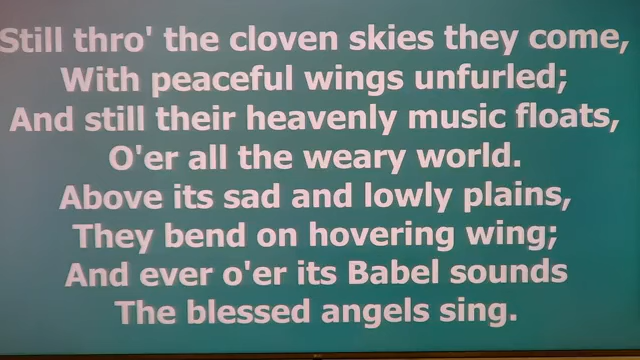 Still thro' the cloven skies they come,
With peaceful wings unfurled;
And still their heavenly music floats,
O'er all the weary world.
Above its sad and lowly plains,
They bend on hovering wing;
And ever o'er its Babel sounds
The blessed angels sing.